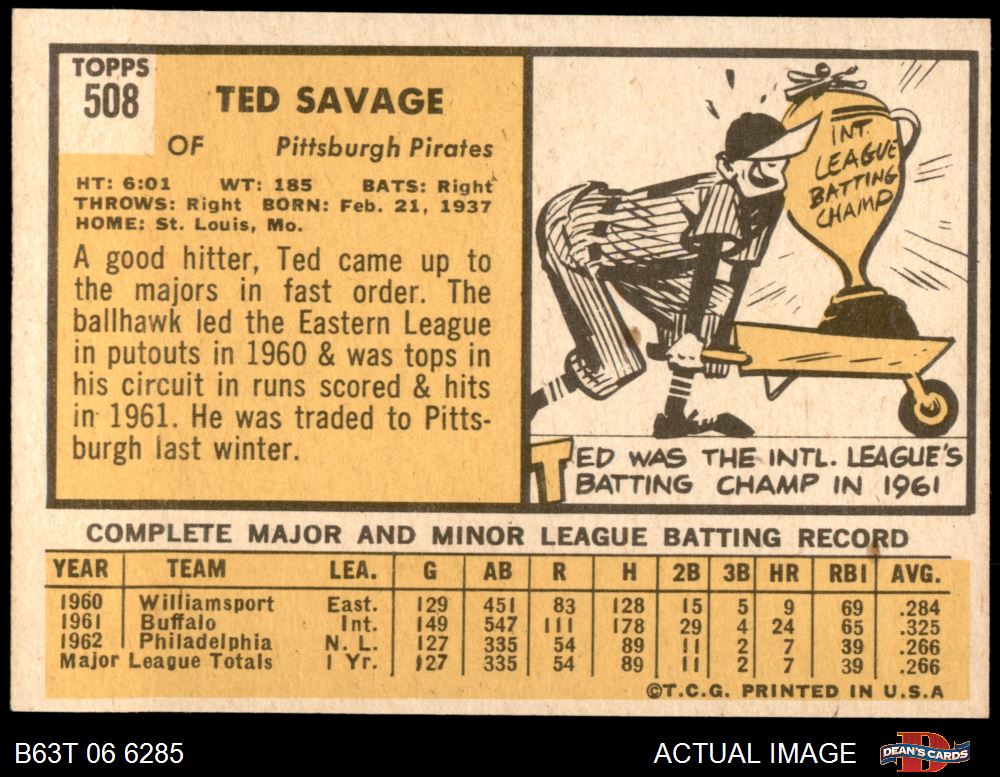 TOPPS
508
TED SAVAGE
OF Pittsburgh Pirates
HT: 6:01 WT: 185 BATS: Right
THROWS: Right BORN: Feb. 21, 1937
HOME: St. Louis, Mo.
A good hitter, Ted came up to
the majors in fast order. The
ballhawk led the Eastern League
in putouts in 1960 & was tops in
his circuit in runs scored & hits
in 1961. He was traded to Pitts-
burgh last winter.
INT.
LEAGUE
BATTING
CHAMP
TED WAS THE INTL. LEAGUE'S
BATTING CHAMP IN 1961
COMPLETE MAJOR AND MINOR LEAGUE BATTING RECORD
YEAR TEAM LEA. G AB R H 2B 3B HR RBI AVG.
1960 Williamsport East. 129 451 83 128 15 5 9 69 .284
1961 Buffalo Int. 149 547 111 178 29 4 24 65 .325
1962 Philadelphia N. L. 127 335 54 89 11 2 7 39 .266
Major League Totals 1 Yr. 127 335 54 89 11 2 7 39 .266
©T.C.G. PRINTED IN U.S.A
B63T 06 6285 ACTUAL IMAGE DEAN'S CARDS